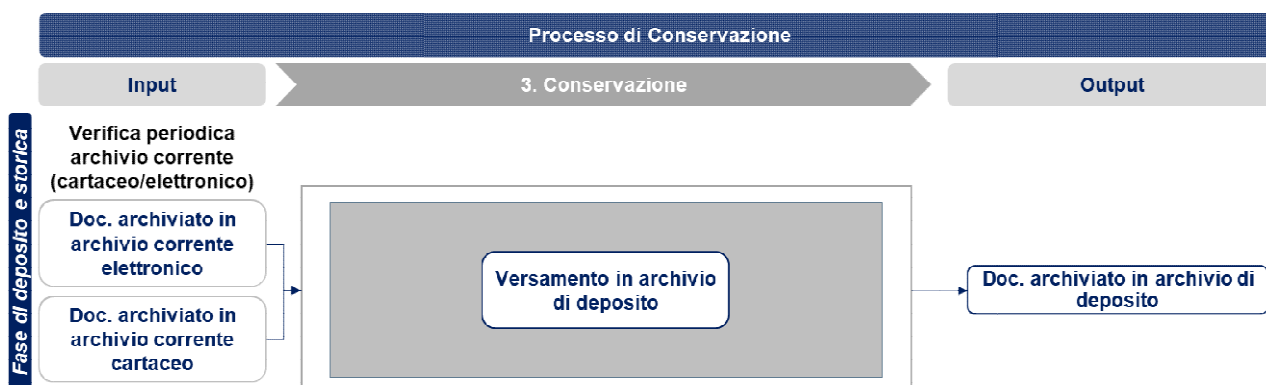 Processo di Conservazione
Input
3. Conservazione
Output
Fase di deposito e storica
Verifica periodica
archivio corrente
(cartaceo/elettronico)
Doc. archiviato in
archivio corrente
elettronico
Doc. archiviato in
archivio corrente
cartaceo
Versamento in archivio
di deposito
Doc. archiviato in archivio di
deposito